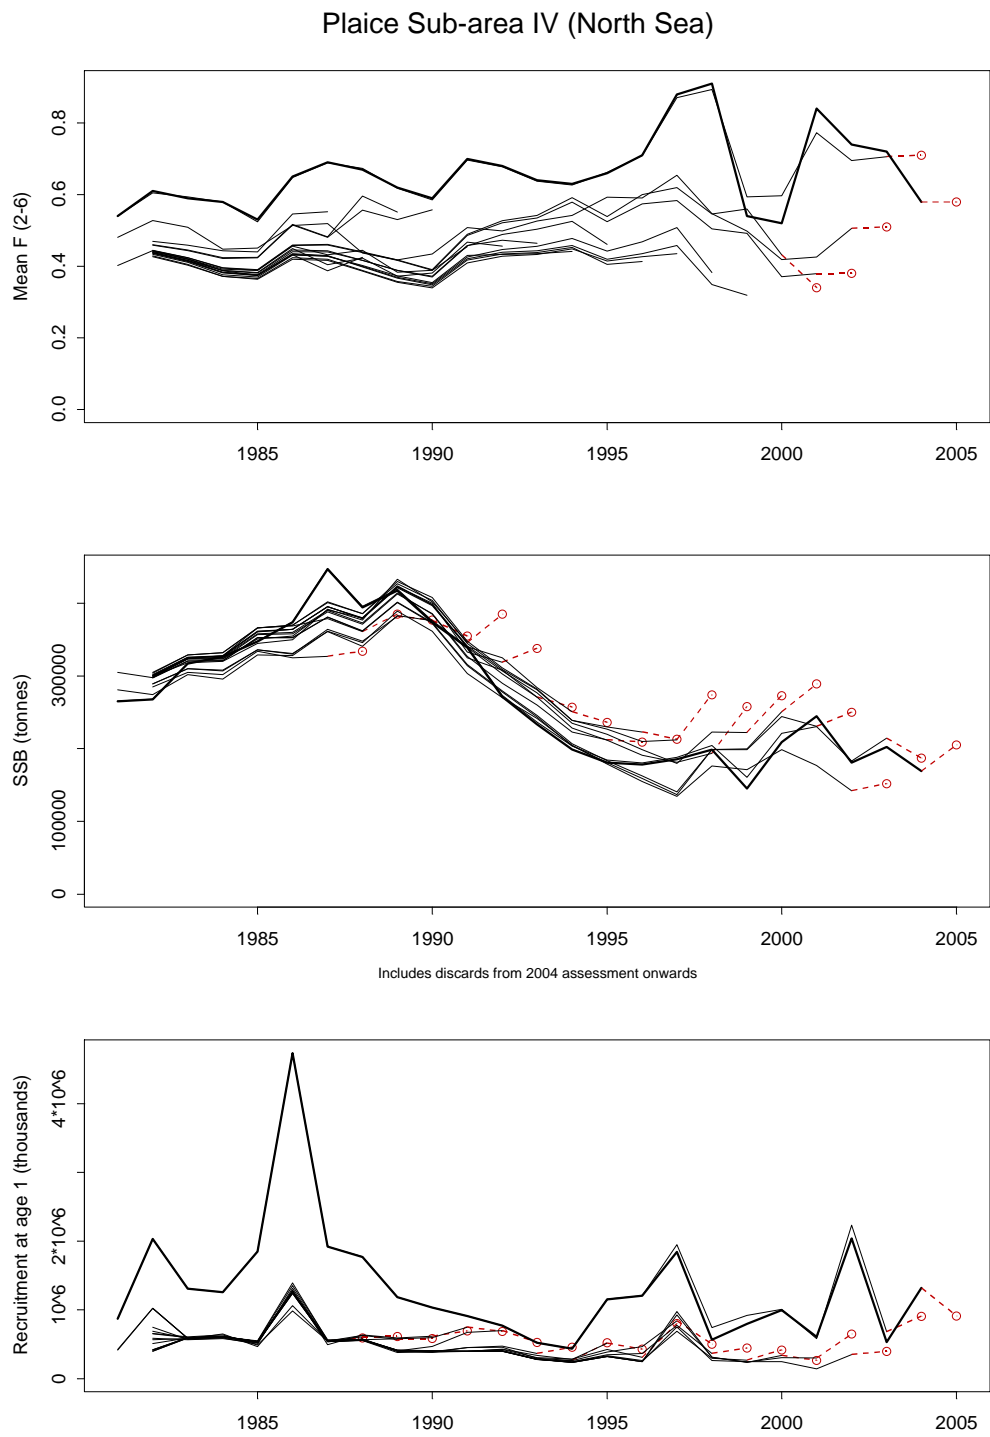 Plaice Sub-area IV (North Sea)
Mean F (2-6)
0.8
0.6
0.4
0.2
0.0
1985 1990 1995 2000 2005
SSB (tonnes)
300000
100000
0
1985 1990 1995 2000 2005
Includes discards from 2004 assessment onwards
Recruitment at age 1 (thousands)
4*10^6
2*10^6
10^6
0
1985 1990 1995 2000 2005